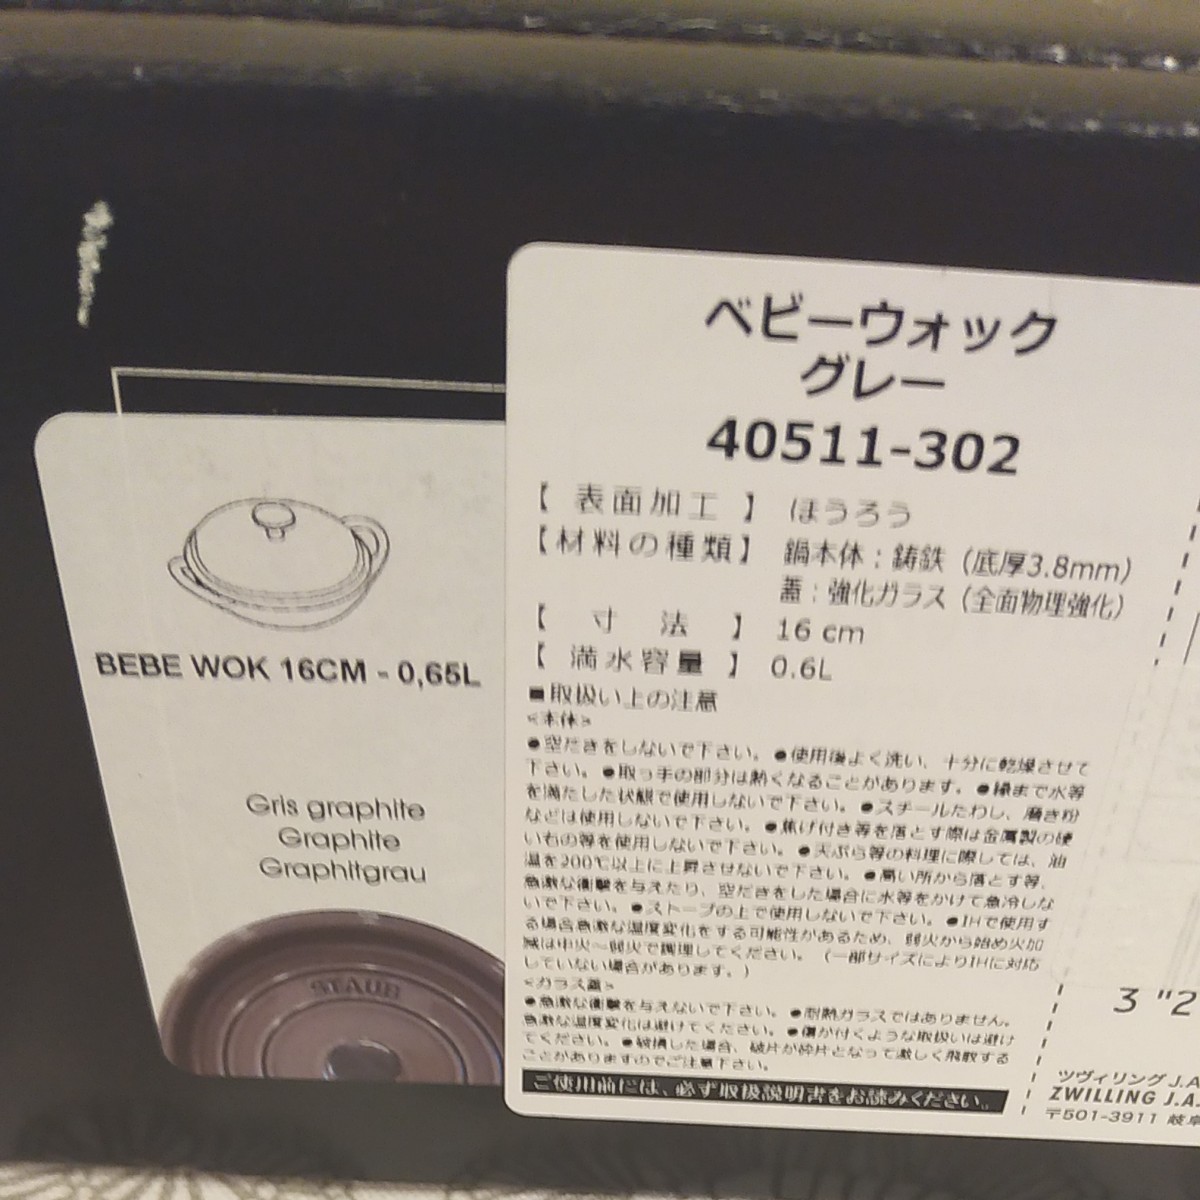 ベビーウォック
グレー
40511-302
【 表面加工 】 ほうろう
【材料の種類】 鍋本体：鋳鉄（底厚3.8mm）
蓋：強化ガラス（全面物理強化）
【 寸 法 】 16 cm
【 満水容量 】 0.6L
■取扱い上の注意
<本体>
●空だきをしないで下さい。●使用後よく洗い、十分に乾燥させて
下さい。●取っ手の部分は熱くなることがあります。●縁まで水等
を満たした状態で使用しないで下さい。●スチールたわし、磨き粉
などは使用しないで下さい。●焦げ付き等を落とす際は金属製の硬
いもの等を使用しないで下さい。●天ぷら等の料理に際しては、油
温を200℃以上に上昇させないで下さい。●高い所から落とす等、
急激な衝撃を与えたり、空だきをした場合に水等をかけて急冷しな
いで下さい。●ストーブの上で使用しないで下さい。●IHで使用す
る場合急激な温度変化をする可能性があるため、弱火から始め火加
減は中火～弱火で調理してください。（一部サイズによりIHに対応
していない場合があります。）
<ガラス蓋>
●急激な衝撃を与えないで下さい。●耐熱ガラスではありません。
急激な温度変化は避けてください。●傷が付くような取扱いは避け
てください。●破損した場合、破片が砕片となって激しく飛散する
ことがありますのでご注意下さい。
ご使用前には、必ず取扱説明書をお読みください。
BEBE WOK 16CM - 0,65L
Gris graphite
Graphite
Graphitgrau
STAUB
3 "2
ツヴィリング J.A
ZWILLING J.A.
〒501-3911 岐阜